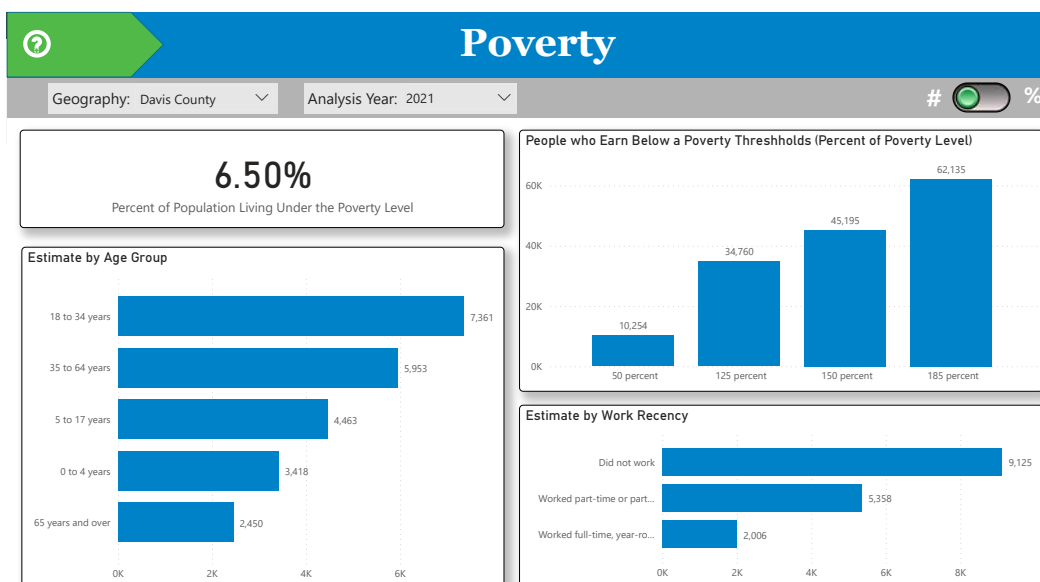 Poverty
Geography: Davis County
Analysis Year: 2021
# %
6.50%
Percent of Population Living Under the Poverty Level
Estimate by Age Group
18 to 34 years 7,361
35 to 64 years 5,953
5 to 17 years 4,463
0 to 4 years 3,418
65 years and over 2,450
0K 2K 4K 6K
People who Earn Below a Poverty Threshholds (Percent of Poverty Level)
60K
40K
20K
0K
10,254
34,760
45,195
62,135
50 percent 125 percent 150 percent 185 percent
Estimate by Work Recency
Did not work 9,125
Worked part-time or part... 5,358
Worked full-time, year-ro... 2,006
0K 2K 4K 6K 8K